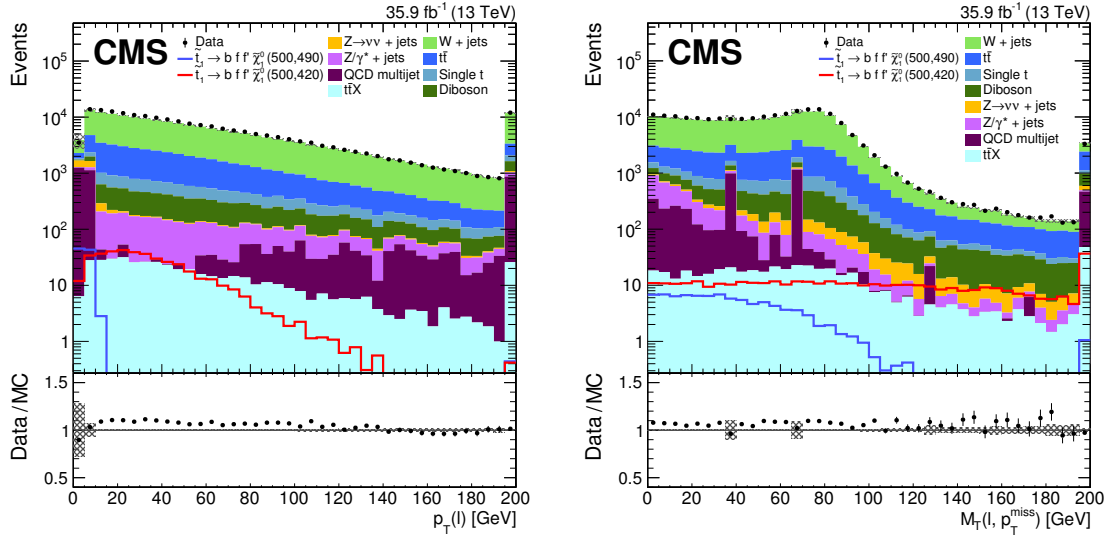 35.9 fb⁻¹ (13 TeV)
Events
CMS
Data
t̃₁ → b f f' χ̃₁⁰ (500,490)
t̃₁ → b f f' χ̃₁⁰ (500,420)
Z→νν + jets
Z/γ* + jets
QCD multijet
tt̄X
W + jets
tt̄
Single t
Diboson
10⁵
10⁴
10³
10²
10
1
Data / MC
1.5
1
0.5
0 20 40 60 80 100 120 140 160 180 200
p_T(l) [GeV]
35.9 fb⁻¹ (13 TeV)
Events
CMS
Data
t̃₁ → b f f' χ̃₁⁰ (500,490)
t̃₁ → b f f' χ̃₁⁰ (500,420)
W + jets
tt̄
Single t
Diboson
Z→νν + jets
Z/γ* + jets
QCD multijet
tt̄X
10⁵
10⁴
10³
10²
10
1
Data / MC
1.5
1
0.5
0 20 40 60 80 100 120 140 160 180 200
M_T(l, p_T^miss) [GeV]